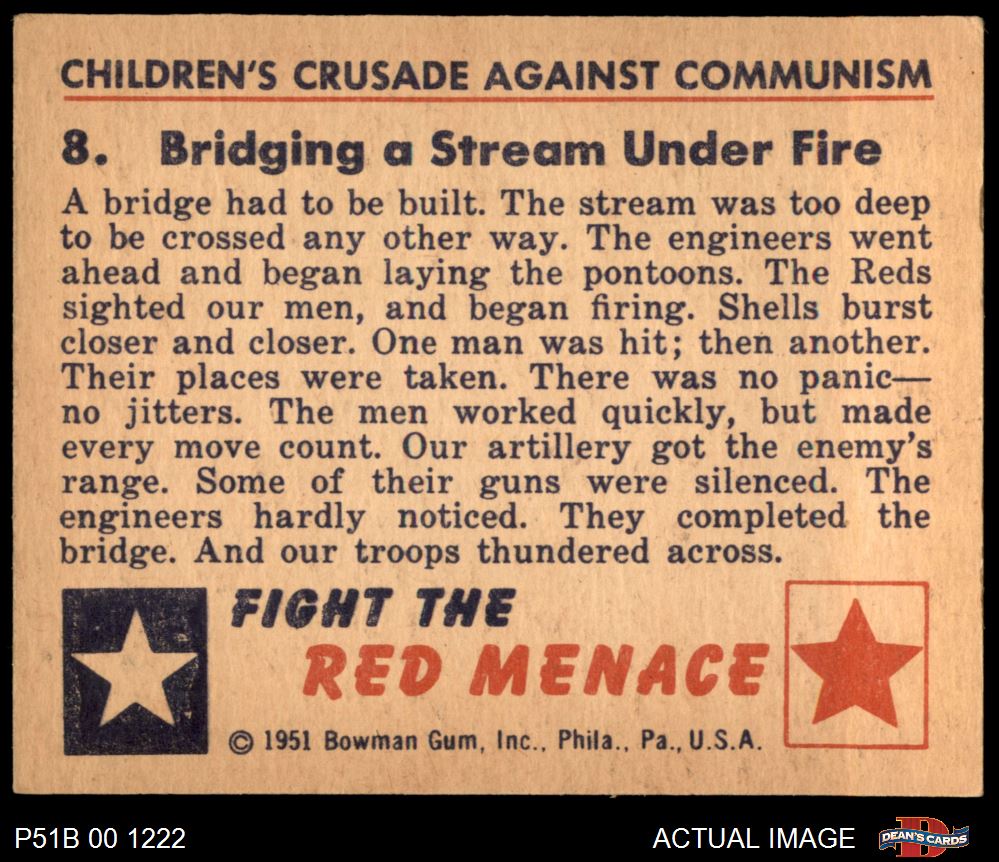 CHILDREN'S CRUSADE AGAINST COMMUNISM
8. Bridging a Stream Under Fire
A bridge had to be built. The stream was too deep
to be crossed any other way. The engineers went
ahead and began laying the pontoons. The Reds
sighted our men, and began firing. Shells burst
closer and closer. One man was hit; then another.
Their places were taken. There was no panic—
no jitters. The men worked quickly, but made
every move count. Our artillery got the enemy's
range. Some of their guns were silenced. The
engineers hardly noticed. They completed the
bridge. And our troops thundered across.
FIGHT THE
RED MENACE
© 1951 Bowman Gum, Inc., Phila., Pa., U.S.A.
P51B 00 1222
ACTUAL IMAGE
DEAN'S CARDS